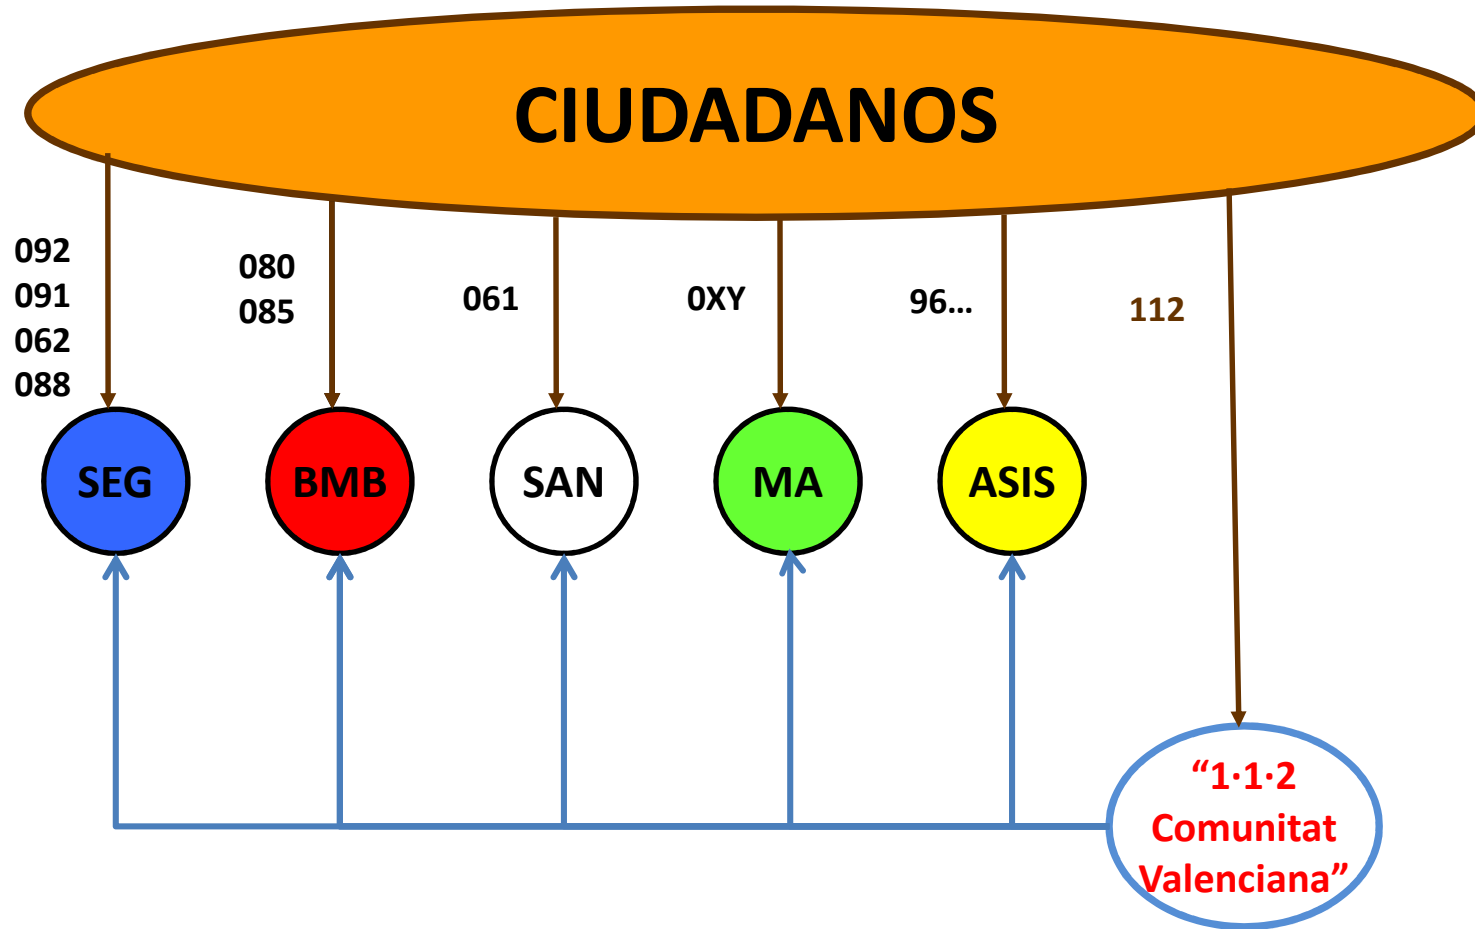 CIUDADANOS
092
091
062
088
080
085
061
0XY
96...
112
SEG
BMB
SAN
MA
ASIS
“1·1·2
Comunitat
Valenciana”